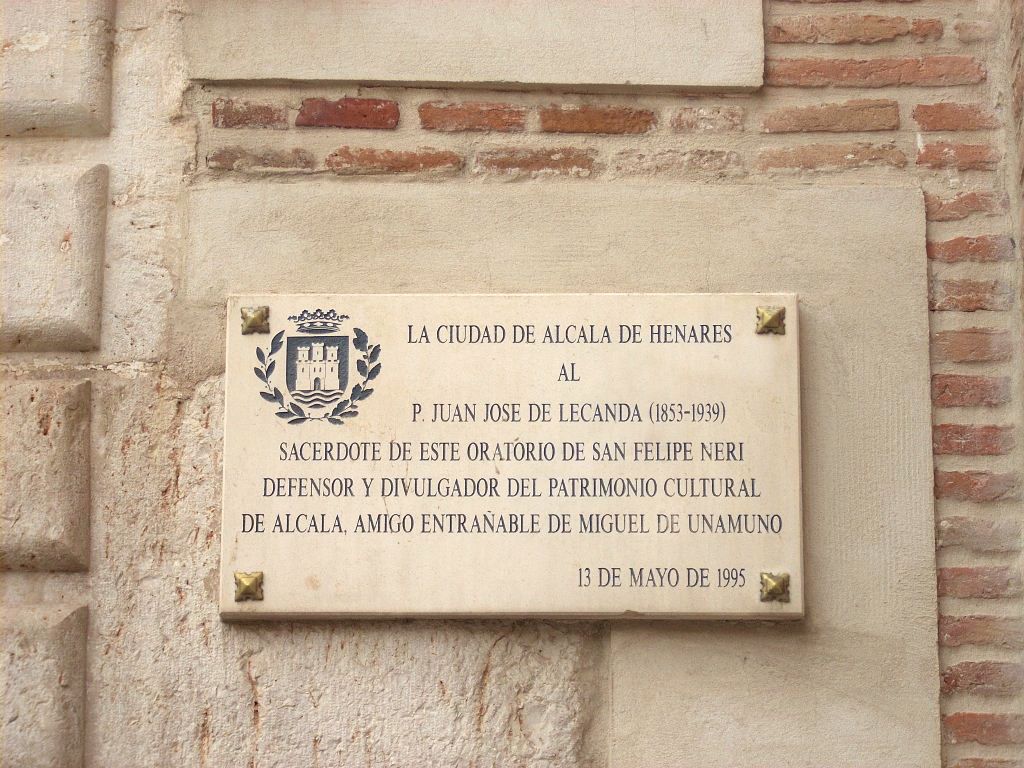 LA CIUDAD DE ALCALA DE HENARES
AL
P. JUAN JOSE DE LECANDA (1853-1939)
SACERDOTE DE ESTE ORATORIO DE SAN FELIPE NERI
DEFENSOR Y DIVULGADOR DEL PATRIMONIO CULTURAL
DE ALCALA, AMIGO ENTRAÑABLE DE MIGUEL DE UNAMUNO
13 DE MAYO DE 1995